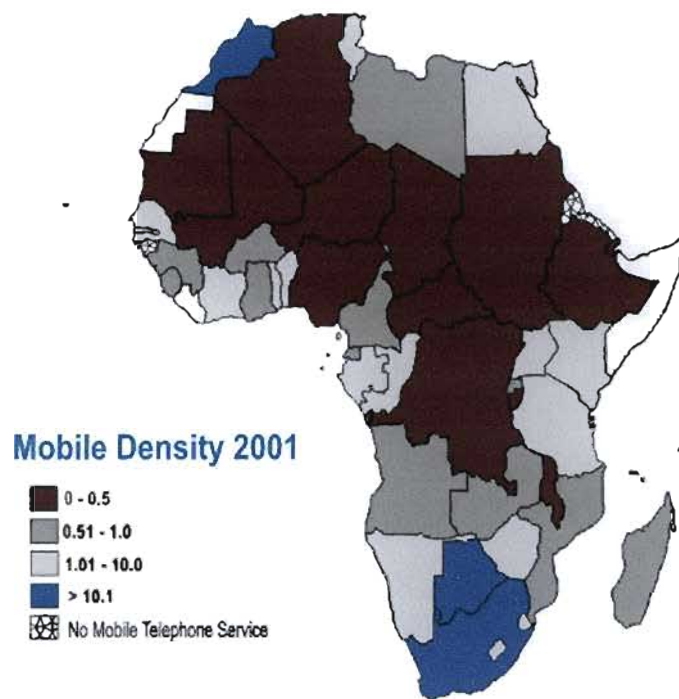 Mobile Density 2001
0 - 0.5
0.51 - 1.0
1.01 - 10.0
> 10.1
No Mobile Telephone Service